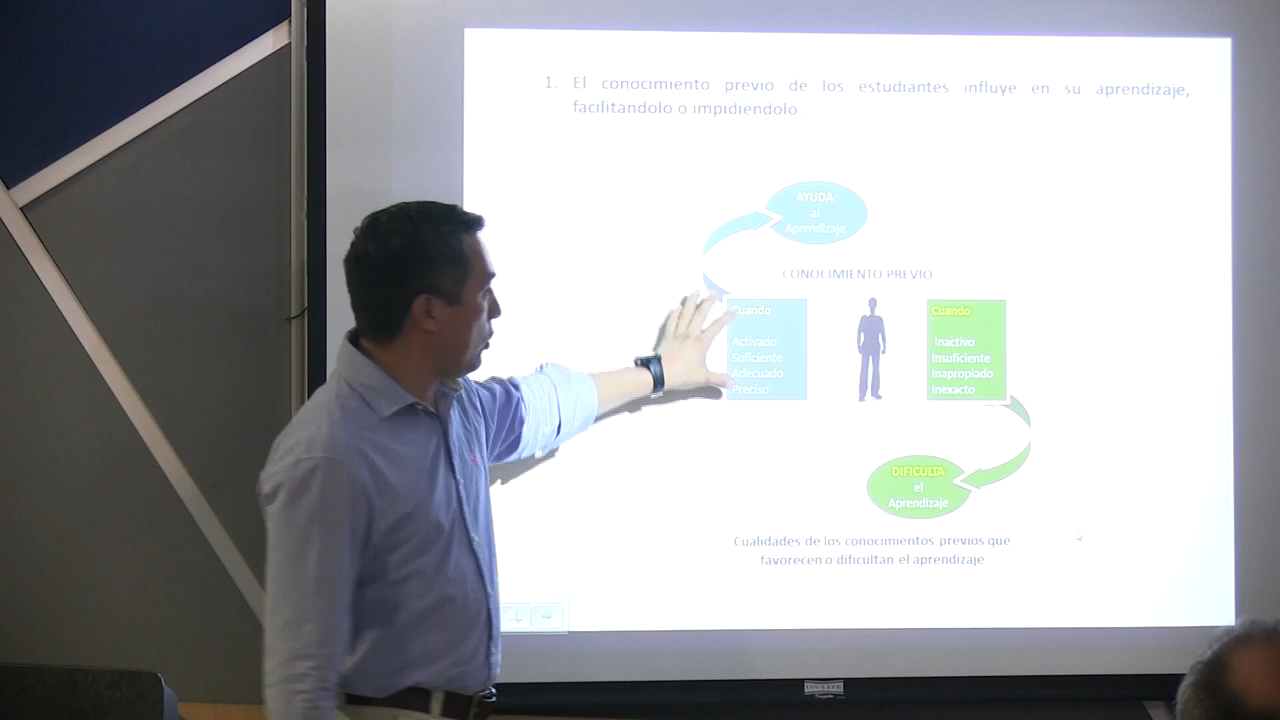 1. El conocimiento previo de los estudiantes influye en su aprendizaje,
facilitandolo o impidiendolo.
AYUDA
al
Aprendizaje
CONOCIMIENTO PREVIO
Cuando
Activado
Suficiente
Adecuado
Preciso
Cuando
Inactivo
Insuficiente
Inapropiado
Inexacto
DIFICULTA
el
Aprendizaje
Cualidades de los conocimientos previos que
favorecen o dificultan el aprendizaje
DA-LITE